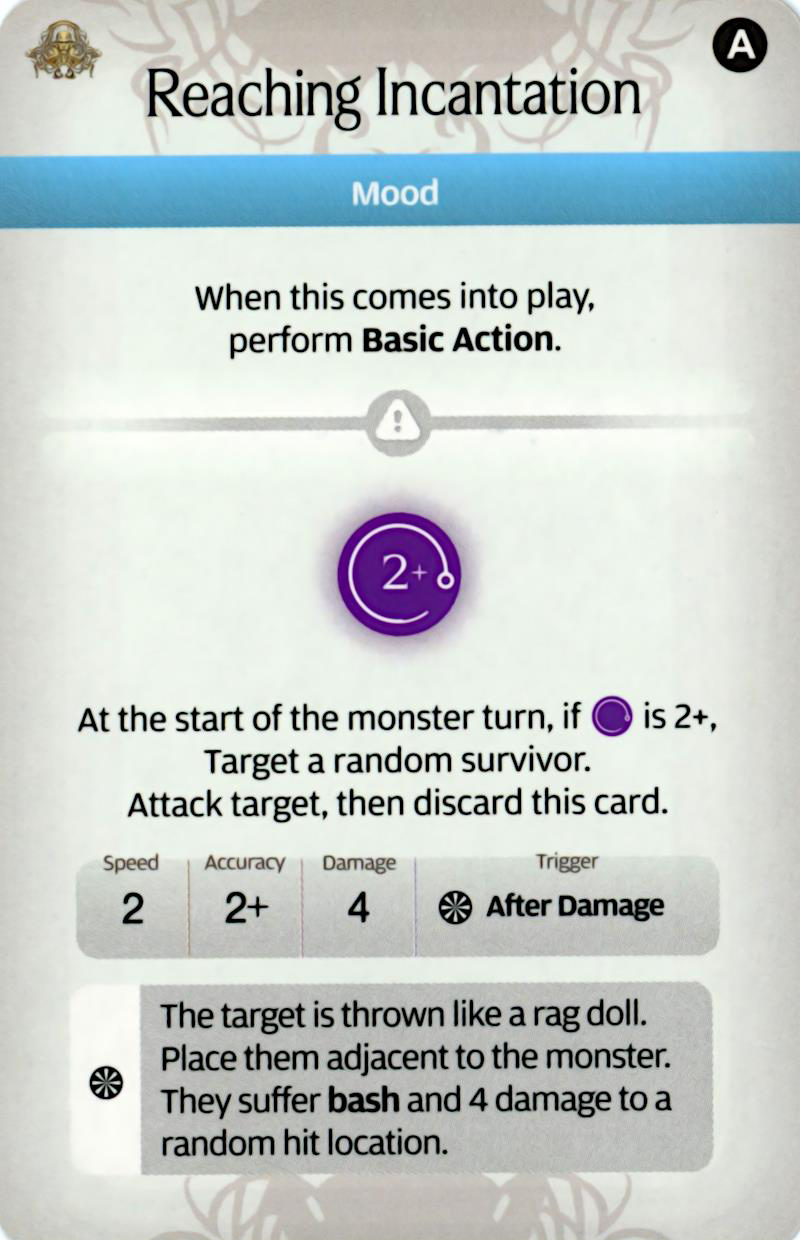 A
Reaching Incantation
Mood
When this comes into play,
perform Basic Action.
2+
At the start of the monster turn, if is 2+,
Target a random survivor.
Attack target, then discard this card.
Speed Accuracy Damage Trigger
2 2+ 4 After Damage
The target is thrown like a rag doll.
Place them adjacent to the monster.
They suffer bash and 4 damage to a
random hit location.